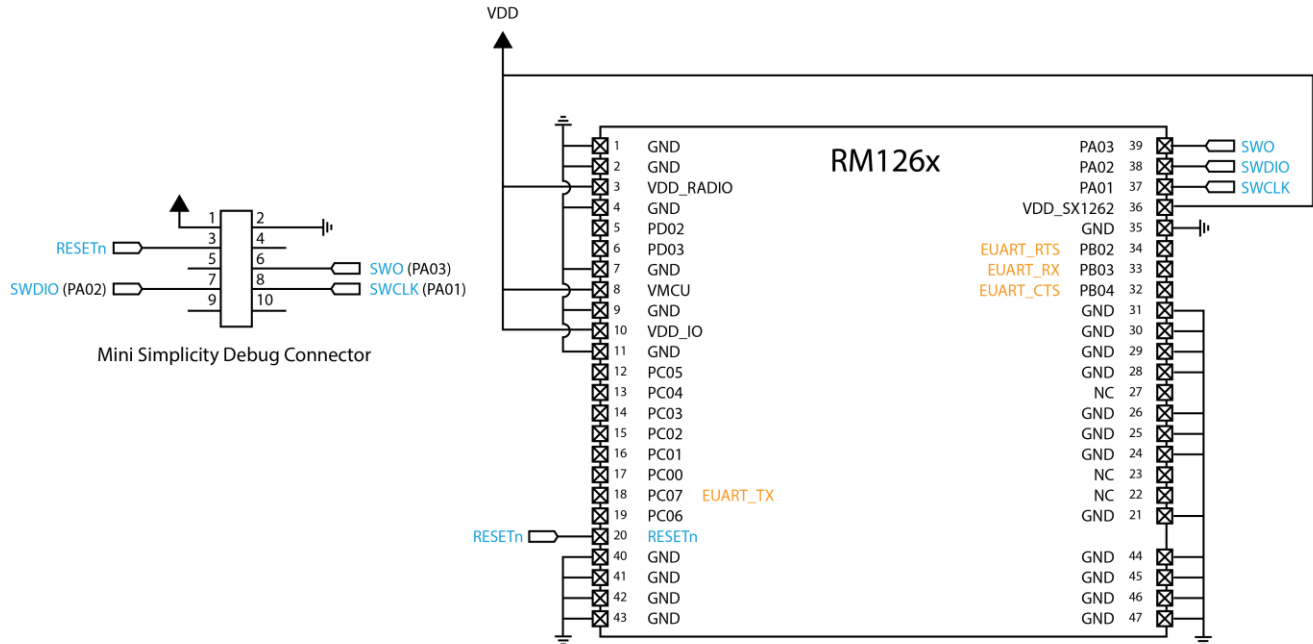 VDD
RM126x
1 GND
2 GND
3 VDD_RADIO
4 GND
5 PD02
6 PD03
7 GND
8 VMCU
9 GND
10 VDD_IO
11 GND
12 PC05
13 PC04
14 PC03
15 PC02
16 PC01
17 PC00
18 PC07 EUART_TX
19 PC06
RESETn 20 RESETn
40 GND
41 GND
42 GND
43 GND
PA03 39 SWO
PA02 38 SWDIO
PA01 37 SWCLK
VDD_SX1262 36
GND 35
EUART_RTS PB02 34
EUART_RX PB03 33
EUART_CTS PB04 32
GND 31
GND 30
GND 29
GND 28
NC 27
GND 26
GND 25
GND 24
NC 23
NC 22
GND 21
GND 44
GND 45
GND 46
GND 47
1 2
RESETn 3 4
5 6 SWO (PA03)
SWDIO (PA02) 7 8 SWCLK (PA01)
9 10
Mini Simplicity Debug Connector